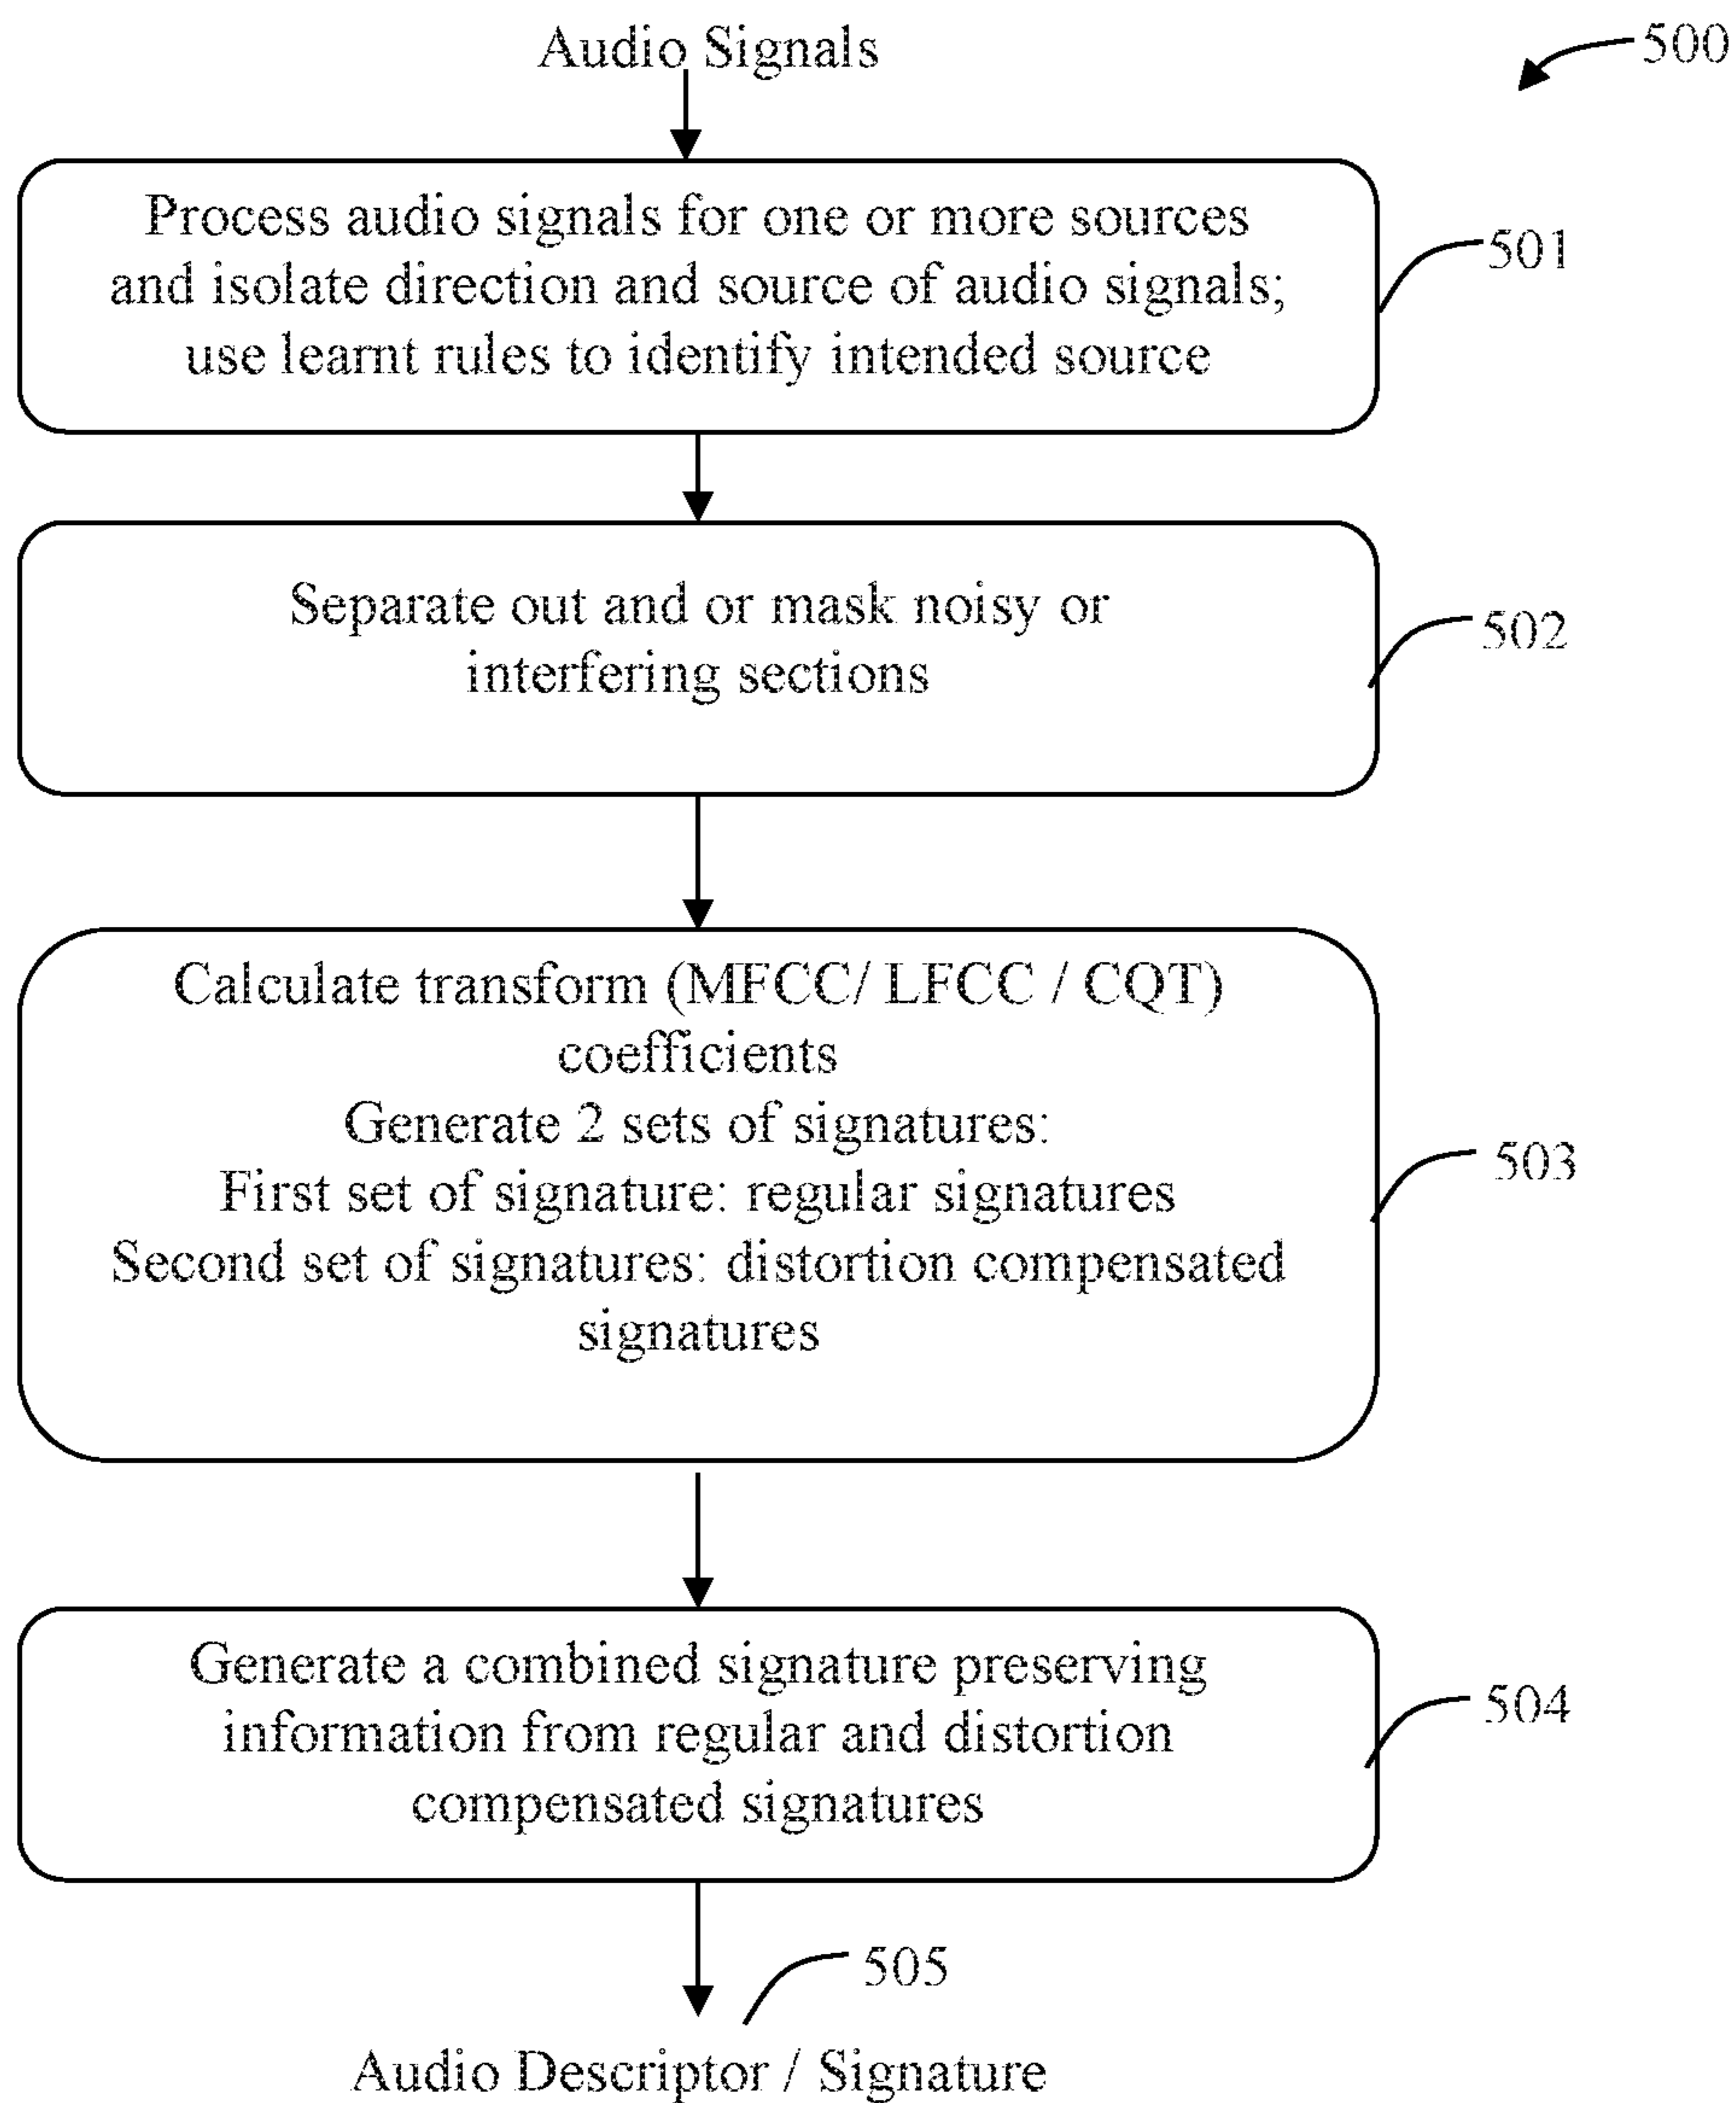 Audio Signals
500
Process audio signals for one or more sources
and isolate direction and source of audio signals;
use learnt rules to identify intended source
501
Separate out and or mask noisy or
interfering sections
502
Calculate transform (MFCC/ LFCC / CQT)
coefficients
Generate 2 sets of signatures:
First set of signature: regular signatures
Second set of signatures: distortion compensated
signatures
503
Generate a combined signature preserving
information from regular and distortion
compensated signatures
504
505
Audio Descriptor / Signature